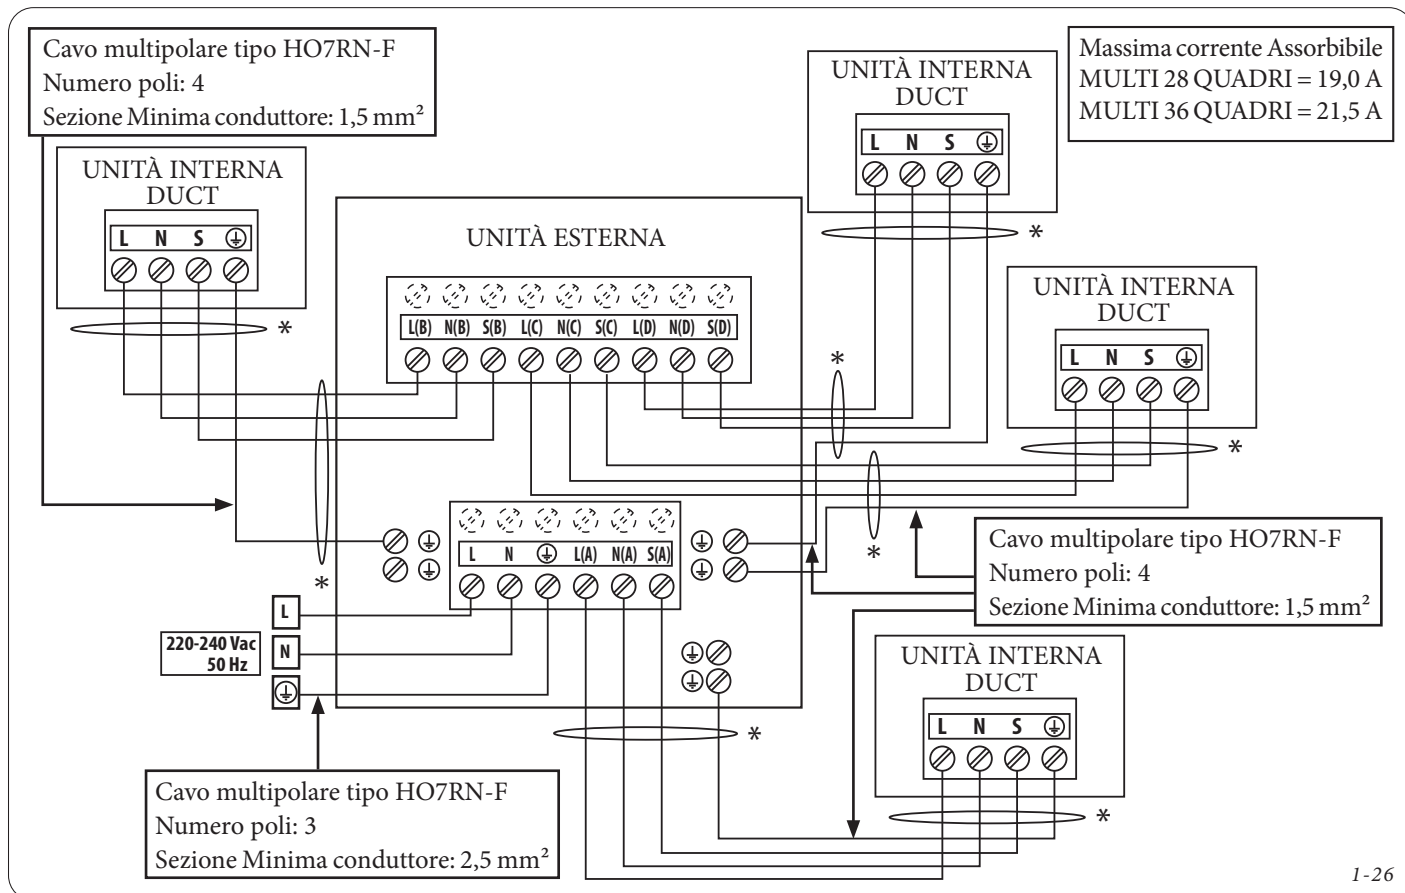 Cavo multipolare tipo HO7RN-F
Numero poli: 4
Sezione Minima conduttore: 1,5 mm²
UNITÀ INTERNA
DUCT
L N S
*
UNITÀ INTERNA
DUCT
L N S
*
Massima corrente Assorbibile
MULTI 28 QUADRI = 19,0 A
MULTI 36 QUADRI = 21,5 A
UNITÀ ESTERNA
L(B) N(B) S(B) L(C) N(C) S(C) L(D) N(D) S(D)
UNITÀ INTERNA
DUCT
L N S
*
*
*
*
L N L(A) N(A) S(A)
Cavo multipolare tipo HO7RN-F
Numero poli: 4
Sezione Minima conduttore: 1,5 mm²
L
220-240 Vac
50 Hz
N
*
UNITÀ INTERNA
DUCT
L N S
*
Cavo multipolare tipo HO7RN-F
Numero poli: 3
Sezione Minima conduttore: 2,5 mm²
1-26